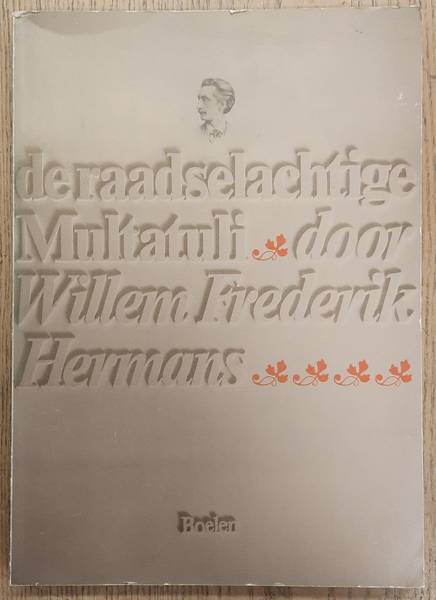 de raadselachtige
Multatuli door
Willem Frederik
Hermans
Boelen